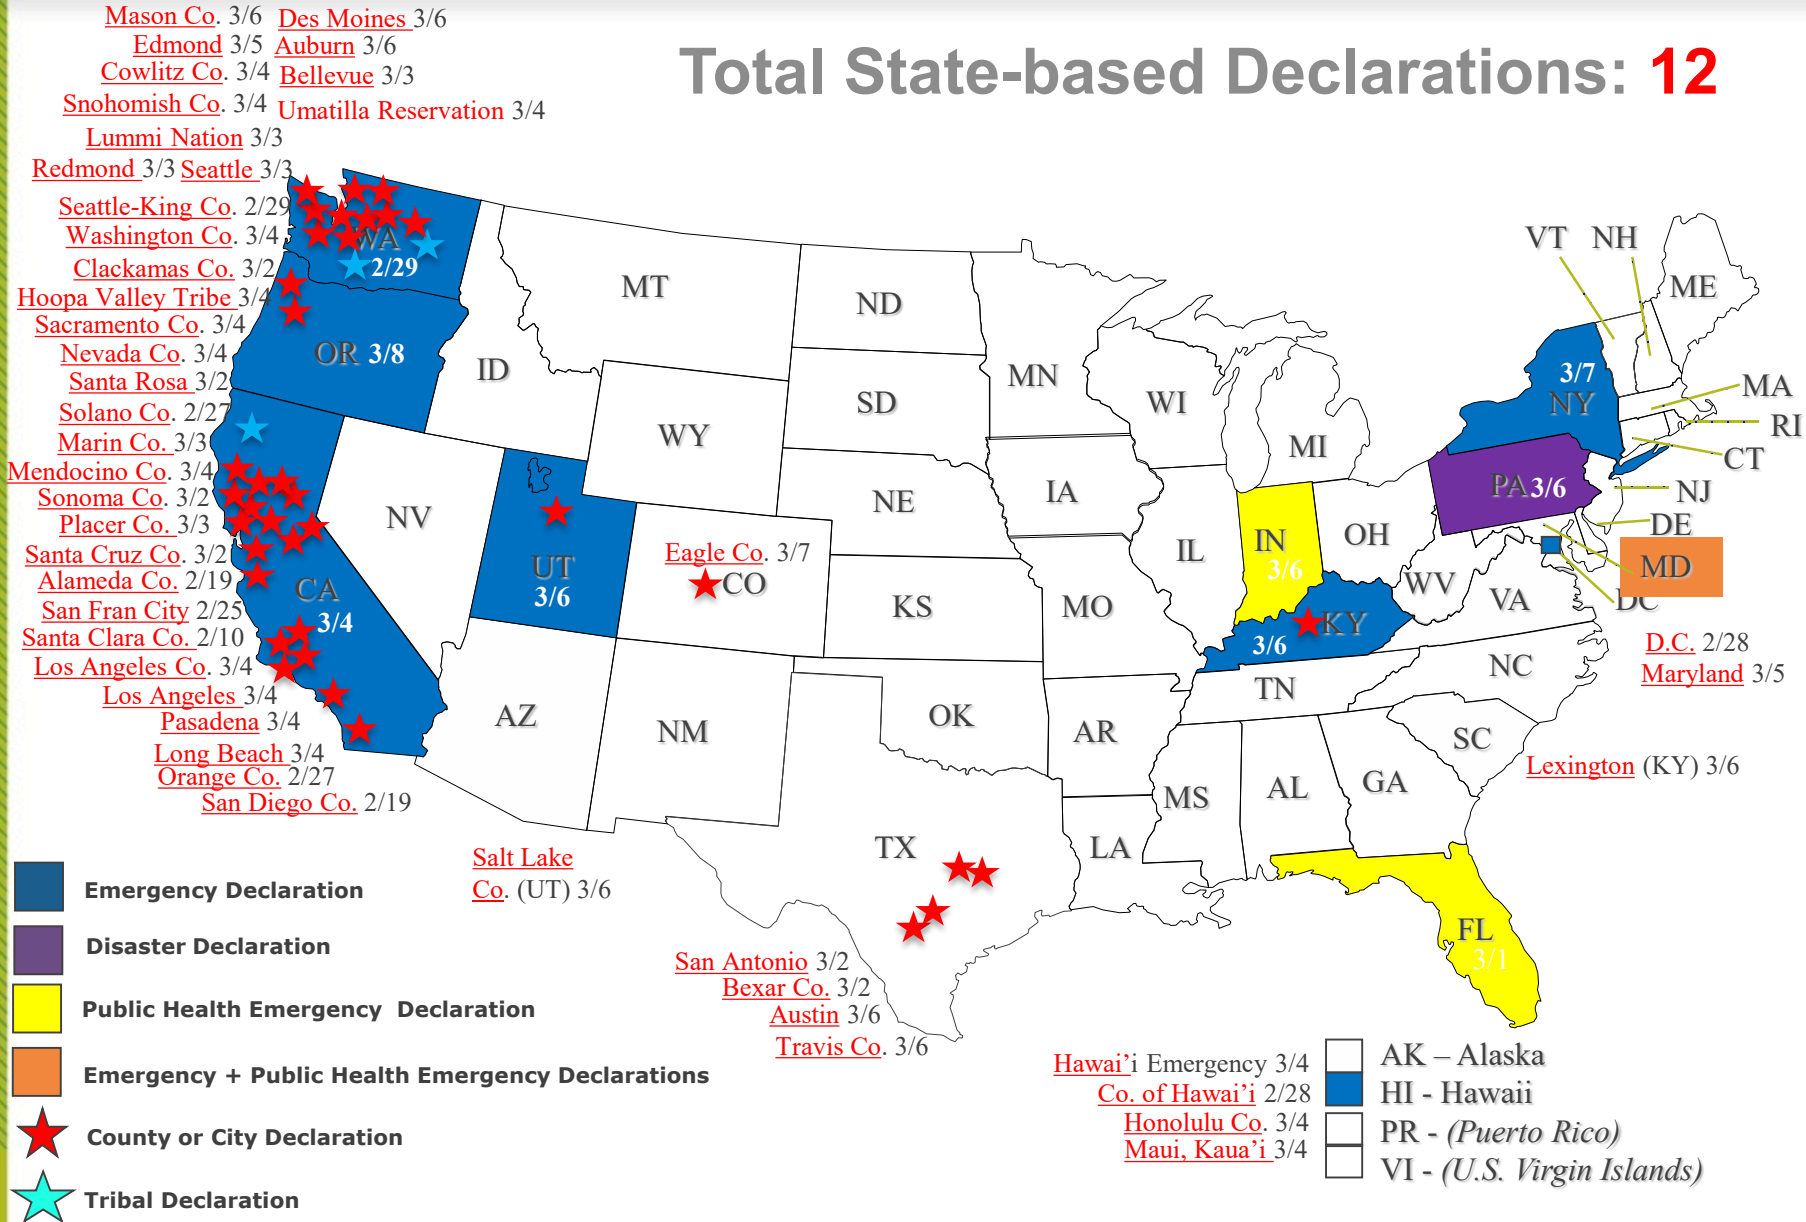 Total State-based Declarations: 12
Mason Co. 3/6
Des Moines 3/6
Edmond 3/5
Auburn 3/6
Cowlitz Co. 3/4
Bellevue 3/3
Snohomish Co. 3/4
Umatilla Reservation 3/4
Lummi Nation 3/3
Redmond 3/3
Seattle 3/3
Seattle-King Co. 2/29
Washington Co. 3/4
Clackamas Co. 3/2
Hoopa Valley Tribe 3/4
Sacramento Co. 3/4
Nevada Co. 3/4
Santa Rosa 3/2
Solano Co. 2/27
Marin Co. 3/3
Mendocino Co. 3/4
Sonoma Co. 3/2
Placer Co. 3/3
Santa Cruz Co. 3/2
Alameda Co. 2/19
San Fran City 2/25
Santa Clara Co. 2/10
Los Angeles Co. 3/4
Los Angeles 3/4
Pasadena 3/4
Long Beach 3/4
Orange Co. 2/27
San Diego Co. 2/19
WA
2/29
OR 3/8
CA
3/4
ID
NV
MT
WY
UT
3/6
AZ
Eagle Co. 3/7
CO
NM
ND
SD
NE
KS
OK
TX
MN
IA
MO
AR
LA
WI
IL
MI
IN
3/6
OH
KY
3/6
TN
MS
AL
GA
FL
3/1
SC
NC
VA
WV
PA 3/6
3/7
NY
VT
NH
ME
MA
RI
CT
NJ
DE
MD
DC
D.C. 2/28
Maryland 3/5
Lexington (KY) 3/6
Salt Lake
Co. (UT) 3/6
San Antonio 3/2
Bexar Co. 3/2
Austin 3/6
Travis Co. 3/6
Hawai'i Emergency 3/4
Co. of Hawai'i 2/28
Honolulu Co. 3/4
Maui, Kaua'i 3/4
AK – Alaska
HI - Hawaii
PR - (Puerto Rico)
VI - (U.S. Virgin Islands)
Emergency Declaration
Disaster Declaration
Public Health Emergency Declaration
Emergency + Public Health Emergency Declarations
County or City Declaration
Tribal Declaration